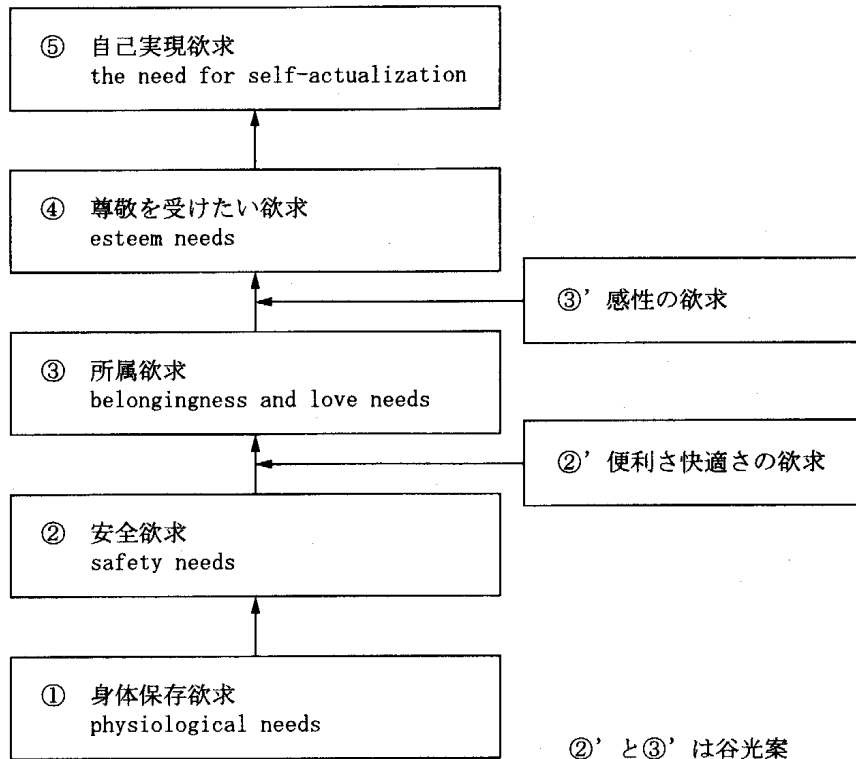 ⑤ 自己実現欲求
the need for self-actualization
④ 尊敬を受けたい欲求
esteem needs
③’ 感性の欲求
③ 所属欲求
belongingness and love needs
②’ 便利さ快適さの欲求
② 安全欲求
safety needs
① 身体保存欲求
physiological needs
②’ と③’ は谷光案